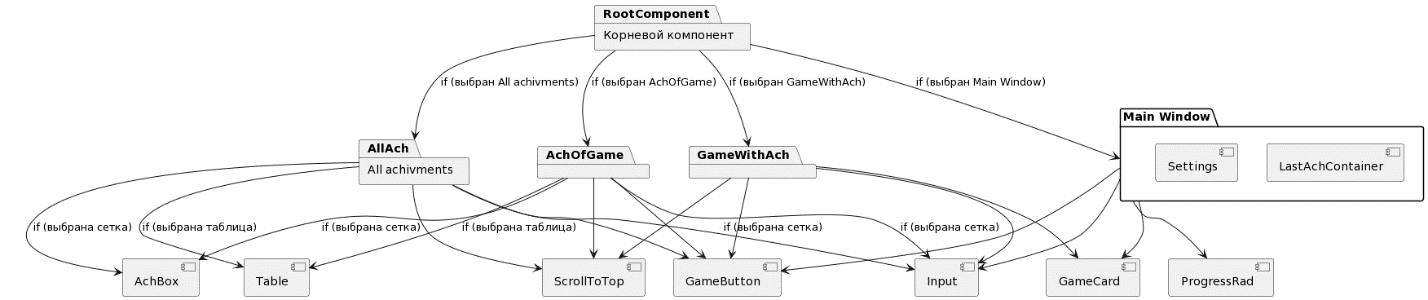 RootComponent
Корневой компонент
if (выбран All achivments)
if (выбран AchOfGame)
if (выбран GameWithAch)
if (выбран Main Window)
Main Window
Settings
LastAchContainer
AllAch
All achivments
AchOfGame
GameWithAch
if (выбрана сетка)
if (выбрана таблица)
if (выбрана сетка)
if (выбрана таблица)
if (выбрана сетка)
if (выбрана сетка)
AchBox
Table
ScrollToTop
GameButton
Input
GameCard
ProgressRad